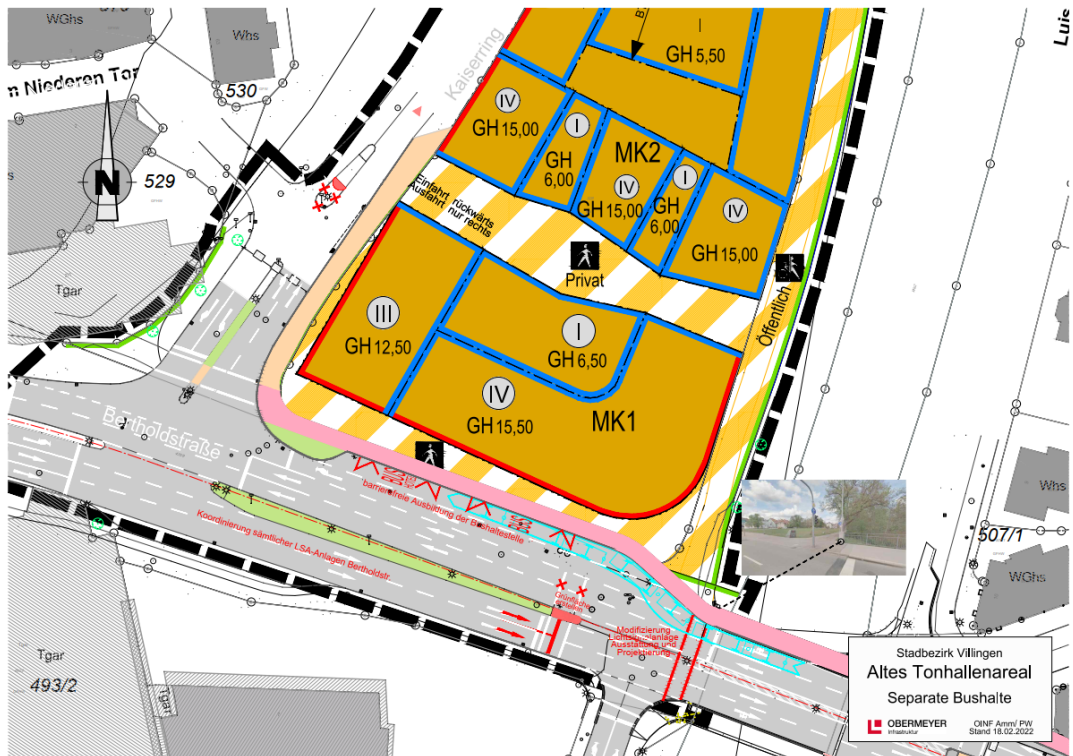 WGhs
Whs
m Niederen Tor
530
529
Tgar
Kaiserring
Luis
I
GH 5,50
IV
GH 15,00
I
GH
6,00
MK2
IV
GH 15,00
I
GH
6,00
IV
GH 15,00
Einfahrt rückwärts
Ausfahrt nur rechts
N
Privat
Öffentlich
III
GH 12,50
I
GH 6,50
IV
GH 15,50
MK1
Bertholdstraße
barrierefreie Ausbildung der Bushaltestelle
Koordinierung sämtlicher LSA-Anlagen Bertholdstr.
Grünfläche
Modifizierung
Lichtsignalanlage
Ausstattung und
Projektierung
Whs
507/1
WGhs
Tgar
493/2
Tgar
Stadbezirk Villingen
Altes Tonhallenareal
Separate Bushalte
OBERMEYER
Infrastruktur
OINF Amm/ PW
Stand 18.02.2022